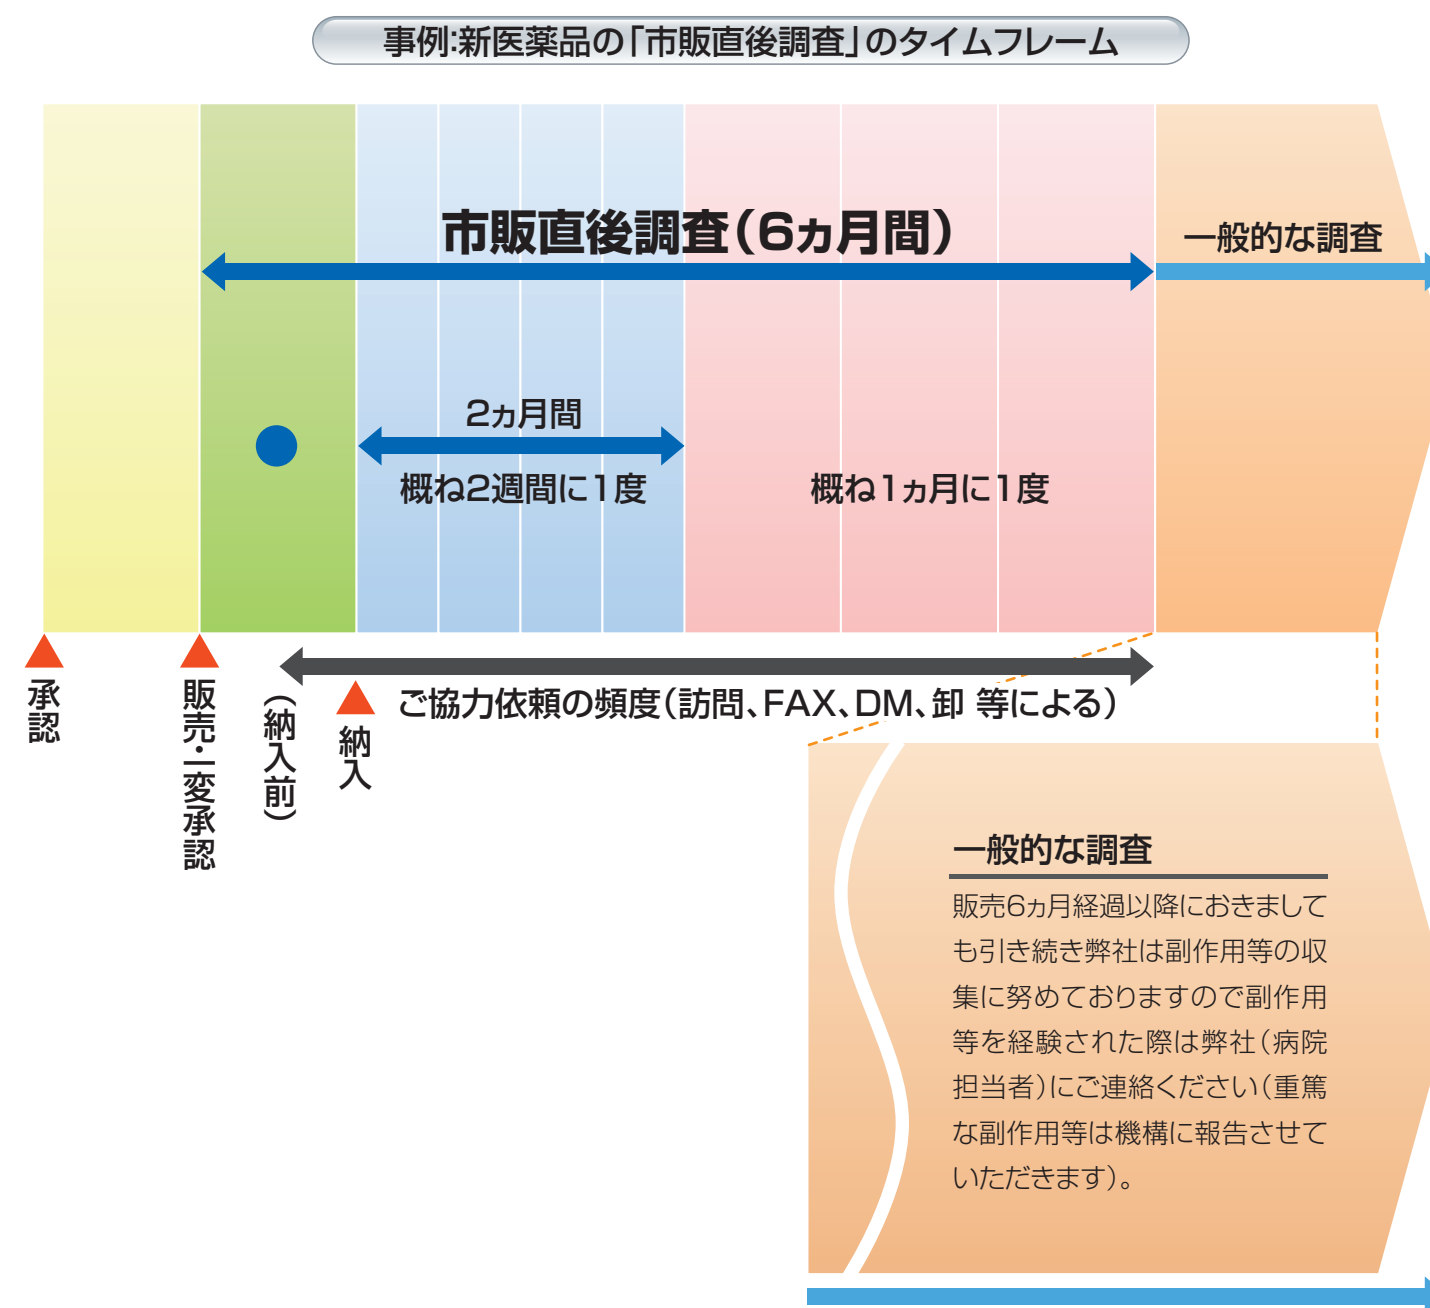 事例:新医薬品の「市販直後調査」のタイムフレーム
市販直後調査(6ヵ月間)
一般的な調査
2ヵ月間
概ね2週間に1度
概ね1ヵ月に1度
承認
販売・一変承認
(納入前)
納入
ご協力依頼の頻度(訪問、FAX、DM、卸 等による)
一般的な調査
販売6ヵ月経過以降におきまして
も引き続き弊社は副作用等の収
集に努めておりますので副作用
等を経験された際は弊社(病院
担当者)にご連絡ください(重篤
な副作用等は機構に報告させて
いただきます)。